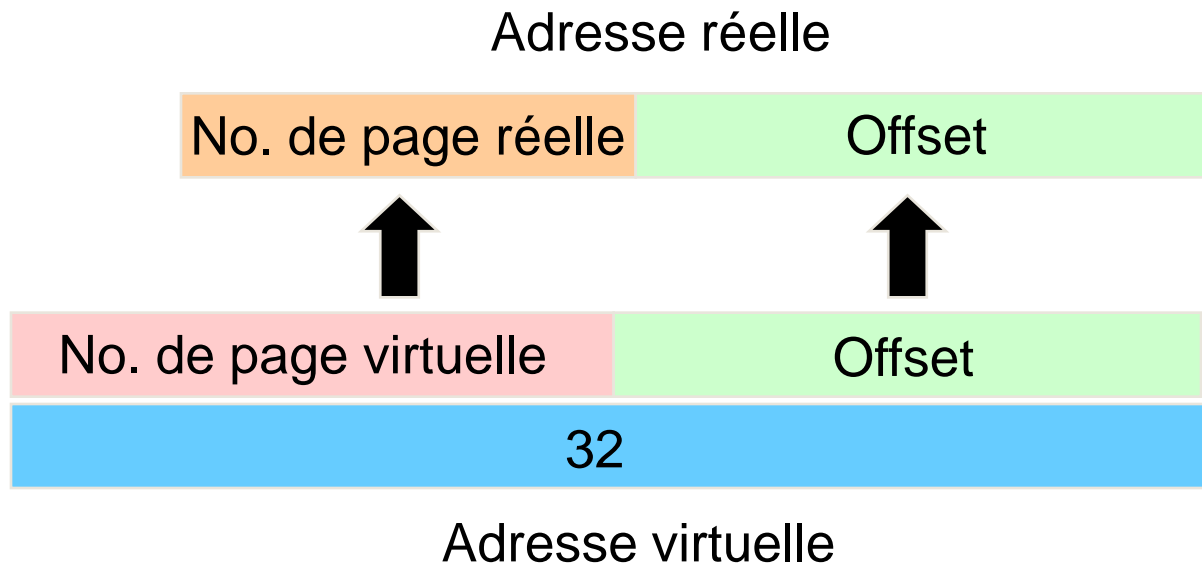 Adresse réelle
No. de page réelle Offset
No. de page virtuelle Offset
32
Adresse virtuelle